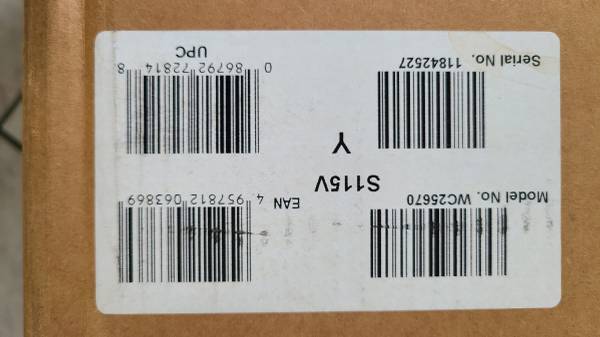 Model No. WC25670
EAN 4 957812 063869
S115V
Y
Serial No. 11842527
0 86792 72814 8
UPC